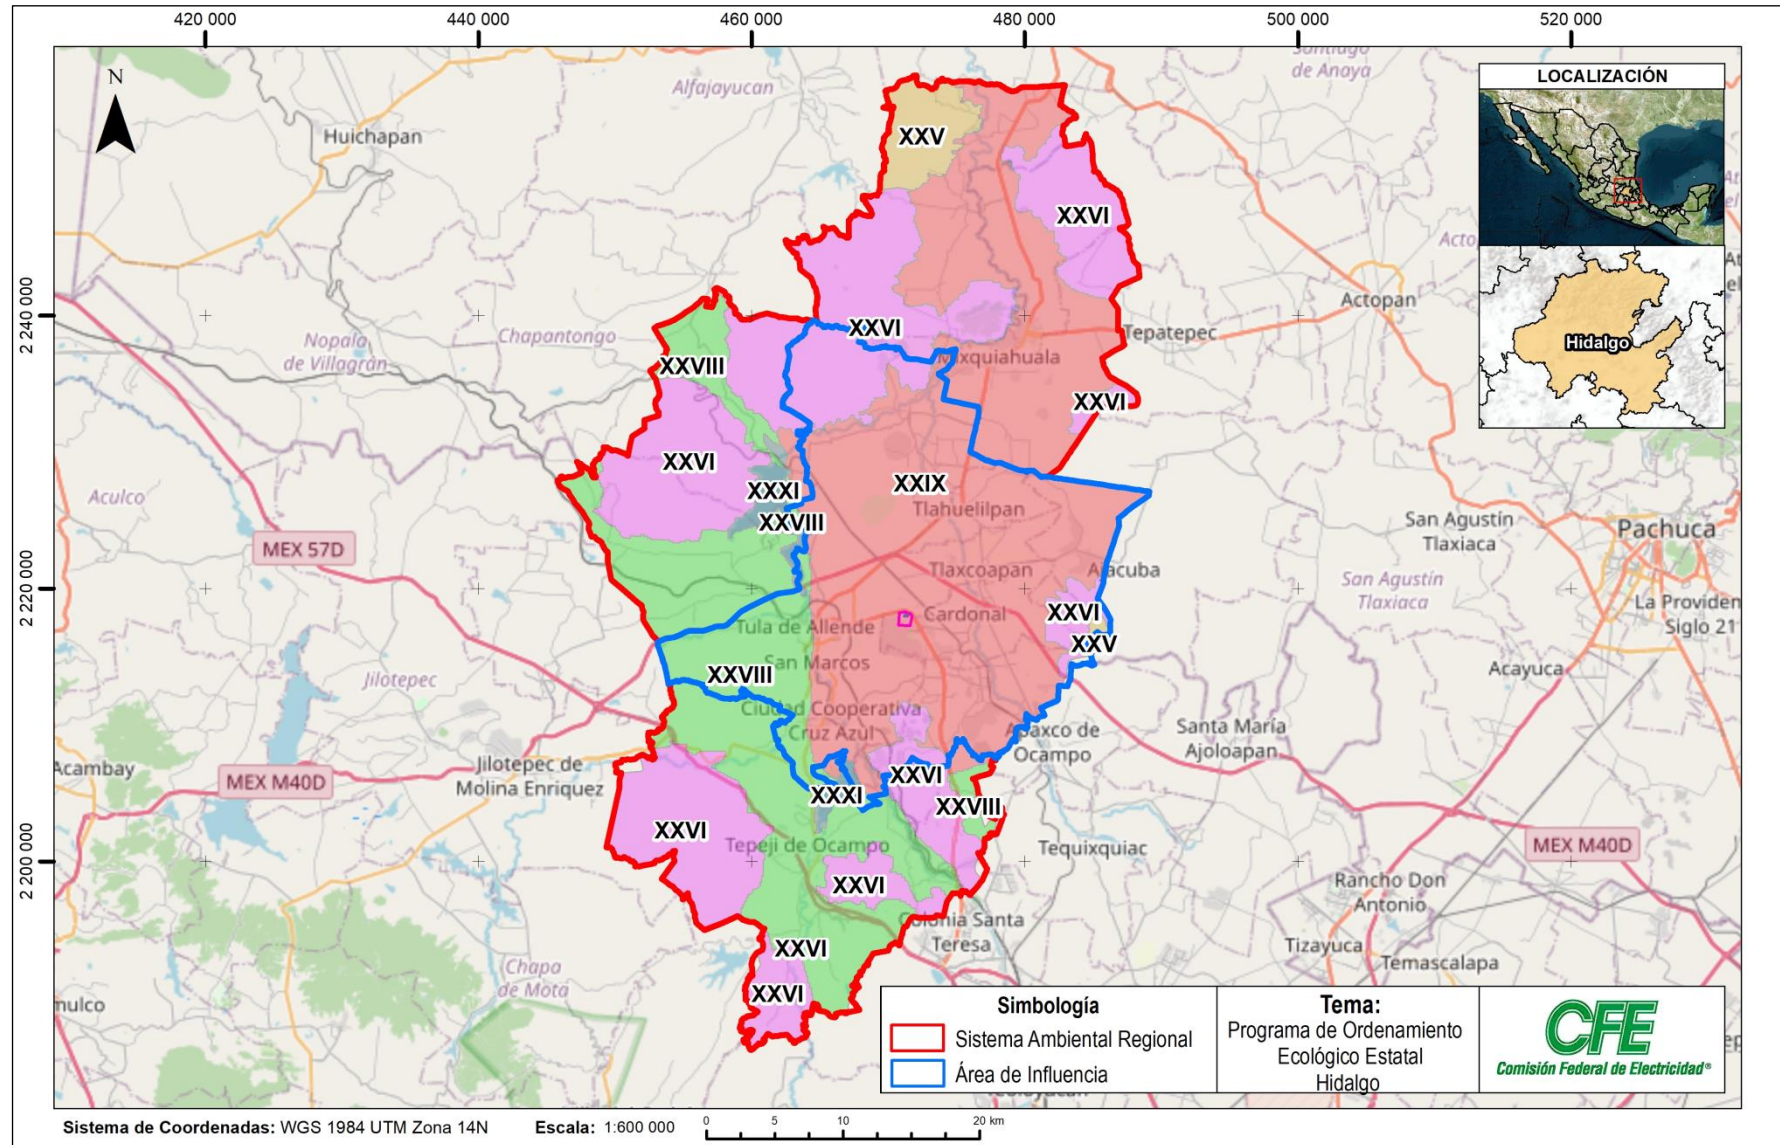 420 000
440 000
460 000
480 000
500 000
520 000
2 240 000
2 220 000
2 200 000
N
Huichapan
Alfajayucan
Santiago
de Anaya
XXV
XXVI
Actopan
Tepatepec
Nopala
de Villagrán
Chapantongo
XXVI
Mixquiahuala
XXVIII
XXVI
XXVI
XXXI
XXVIII
XXIX
Tlahuelilpan
Aculco
MEX 57D
San Agustín
Tlaxiaca
Pachuca
Tlaxcoapan
Ajacuba
San Agustín
Tlaxiaca
La Providen
Siglo 21
Cardonal
XXVI
XXV
Tula de Allende
San Marcos
XXVIII
Jilotepec
Acayuca
Ciudad Cooperativa
Cruz Azul
Apaxco de
Ocampo
Santa María
Ajoloapan
Acambay
MEX M40D
Jilotepec de
Molina Enriquez
XXXI
XXVI
XXVIII
XXVI
Tepeji de Ocampo
XXVI
Tequixquiac
MEX M40D
Rancho Don
Antonio
Colonia Santa
Teresa
Tizayuca
Temascalapa
XXVI
XXVI
Chapa
de Mota
mulco
LOCALIZACIÓN
Hidalgo
Simbología
Sistema Ambiental Regional
Área de Influencia
Tema:
Programa de Ordenamiento
Ecológico Estatal
Hidalgo
CFE
Comisión Federal de Electricidad®
Sistema de Coordenadas: WGS 1984 UTM Zona 14N
Escala: 1:600 000
0 5 10 20 km